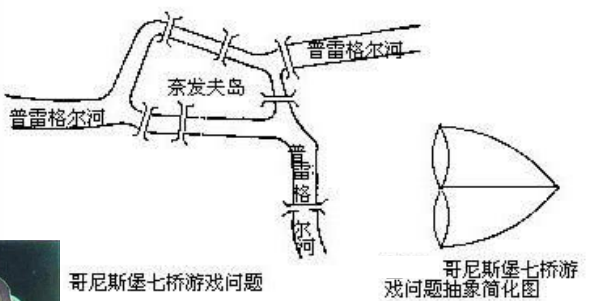 普雷格尔河
奈发夫岛
普雷格尔河
普雷格尔河
哥尼斯堡七桥游戏问题
哥尼斯堡七桥游
戏问题抽象简化图